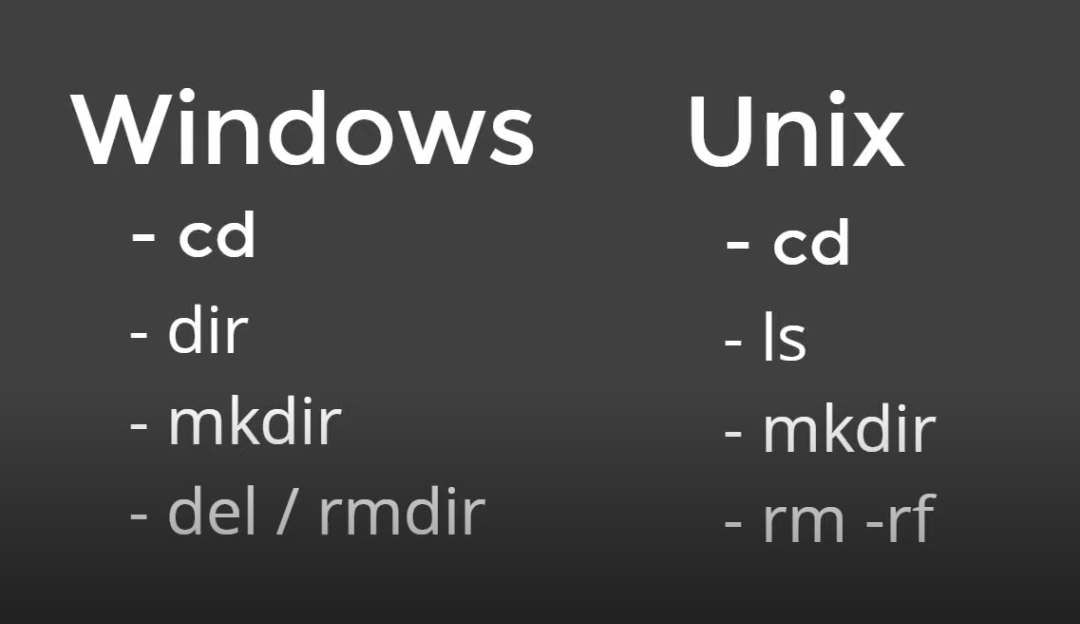 Windows
- cd
- dir
- mkdir
- del / rmdir
Unix
- cd
- ls
- mkdir
- rm -rf